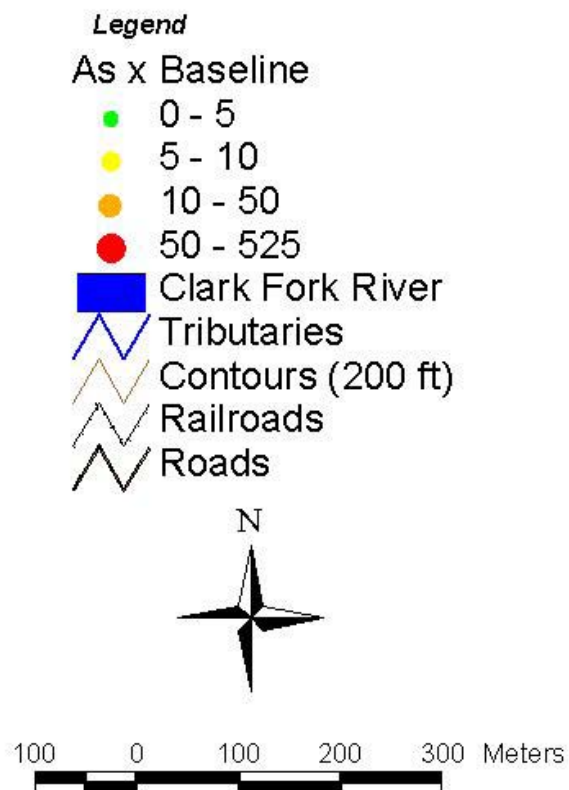 Legend
As x Baseline
0 - 5
5 - 10
10 - 50
50 - 525
Clark Fork River
Tributaries
Contours (200 ft)
Railroads
Roads
N
100 0 100 200 300 Meters